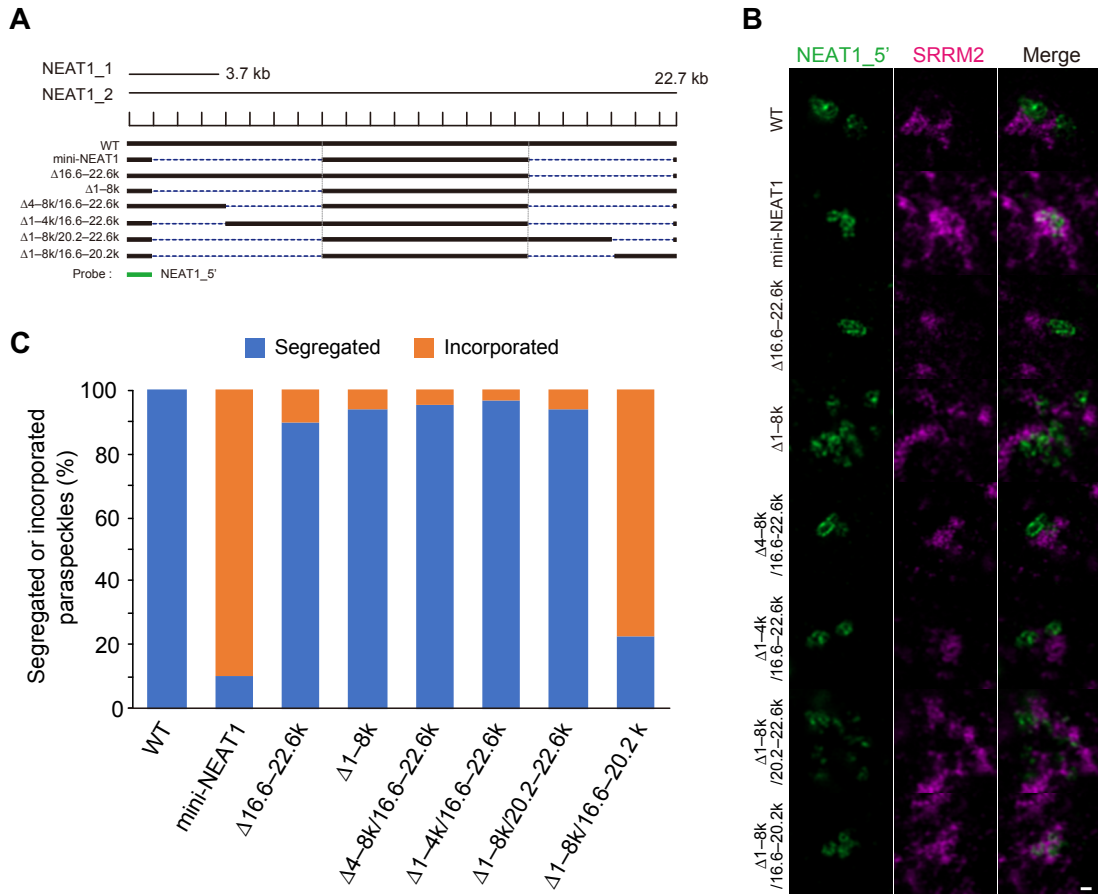 A
NEAT1_1
3.7 kb
NEAT1_2
22.7 kb
WT
mini-NEAT1
Δ16.6–22.6k
Δ1–8k
Δ4–8k/16.6–22.6k
Δ1–4k/16.6–22.6k
Δ1–8k/20.2–22.6k
Δ1–8k/16.6–20.2k
Probe :
NEAT1_5'
B
NEAT1_5' SRRM2 Merge
WT
mini-NEAT1
Δ16.6–22.6k
Δ1–8k
Δ4–8k
/16.6–22.6k
Δ1–4k
/16.6–22.6k
Δ1–8k
/20.2–22.6k
Δ1–8k
/16.6–20.2k
C
Segregated Incorporated
Segregated or incorporated
paraspeckles (%)
100
80
60
40
20
0
WT
mini-NEAT1
Δ16.6–22.6k
Δ1–8k
Δ4–8k/16.6–22.6k
Δ1–4k/16.6–22.6k
Δ1–8k/20.2–22.6k
Δ1–8k/16.6–20.2 k